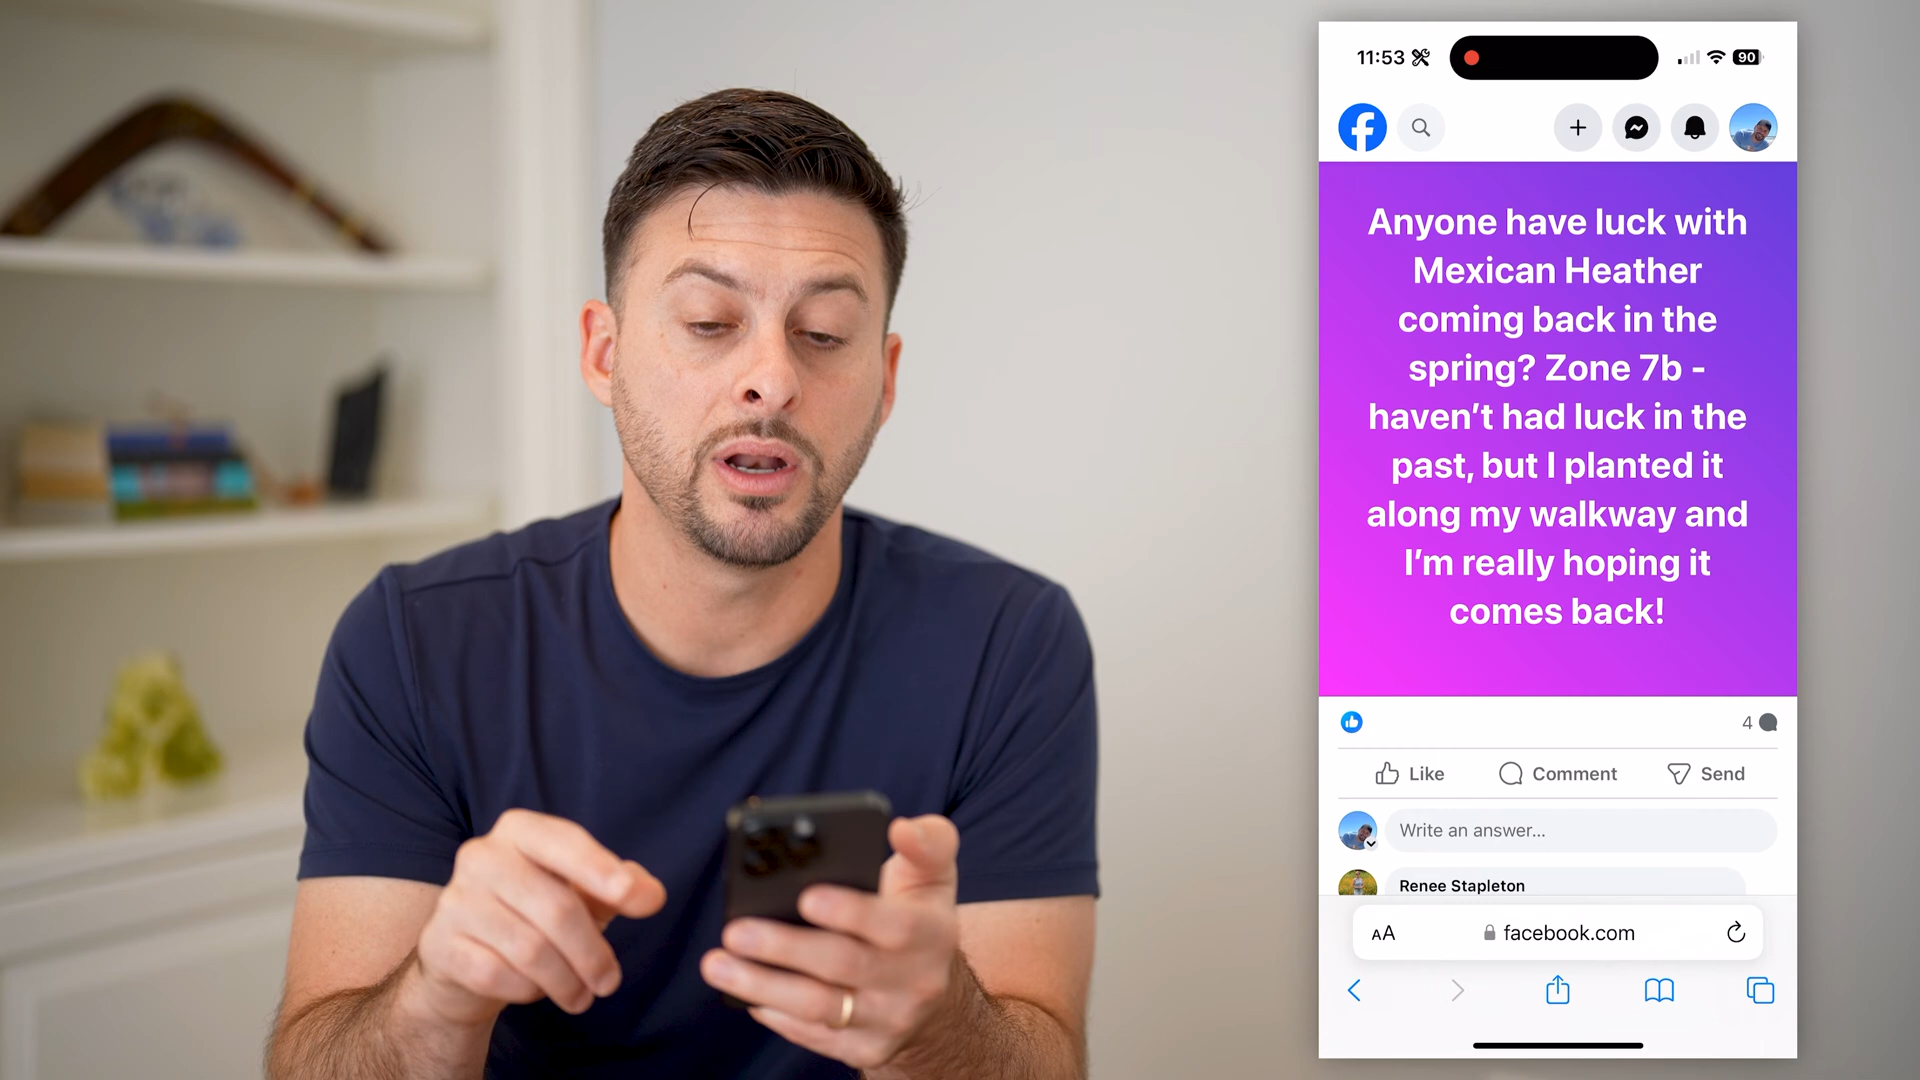 11:53
90
Anyone have luck with
Mexican Heather
coming back in the
spring? Zone 7b -
haven't had luck in the
past, but I planted it
along my walkway and
I'm really hoping it
comes back!
4
Like Comment Send
Write an answer...
Renee Stapleton
AA facebook.com